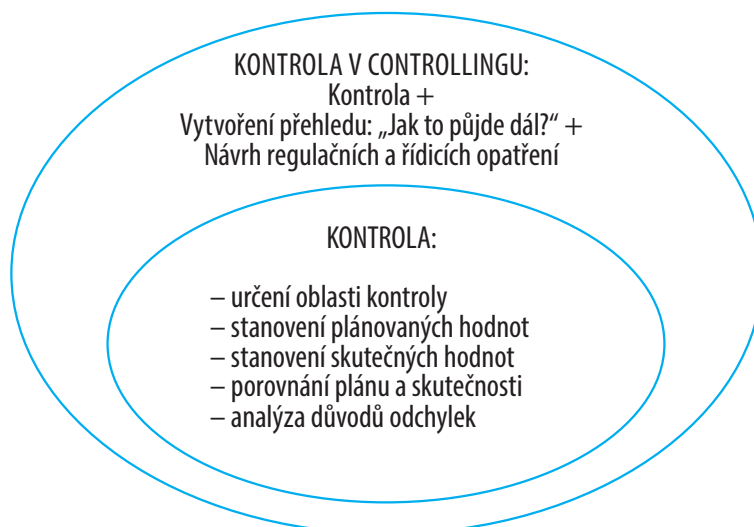 KONTROLA V CONTROLLINGU:
Kontrola +
Vytvoření přehledu: „Jak to půjde dál?“ +
Návrh regulačních a řídicích opatření
KONTROLA:
– určení oblasti kontroly
– stanovení plánovaných hodnot
– stanovení skutečných hodnot
– porovnání plánu a skutečnosti
– analýza důvodů odchylek